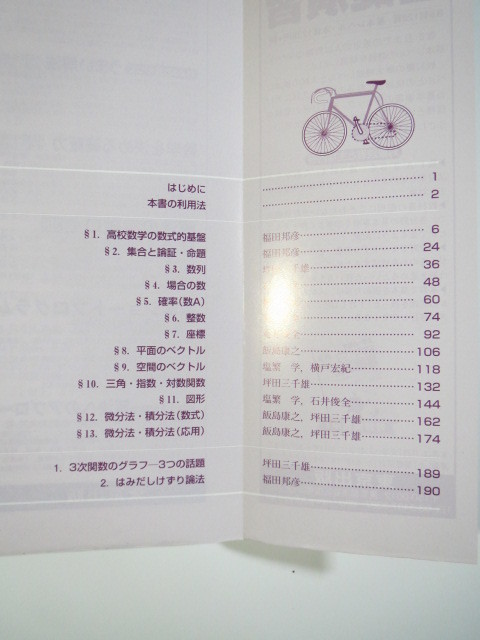 はじめに 1
本書の利用法 2
§1. 高校数学の数式的基盤 福田邦彦 6
§2. 集合と論証・命題 福田邦彦 24
§3. 数列 坪田三千雄 36
§4. 場合の数 48
§5. 確率(数A) 60
§6. 整数 74
§7. 座標 92
§8. 平面のベクトル 飯島康之 106
§9. 空間のベクトル 塩繁 学, 横戸宏紀 118
§10. 三角・指数・対数関数 坪田三千雄 132
§11. 図形 塩繁 学, 石井俊全 144
§12. 微分法・積分法(数式) 飯島康之, 坪田三千雄 162
§13. 微分法・積分法(応用) 飯島康之, 坪田三千雄 174
1. 3次関数のグラフ―3つの話題 坪田三千雄 189
2. はみだしけずり論法 福田邦彦 190